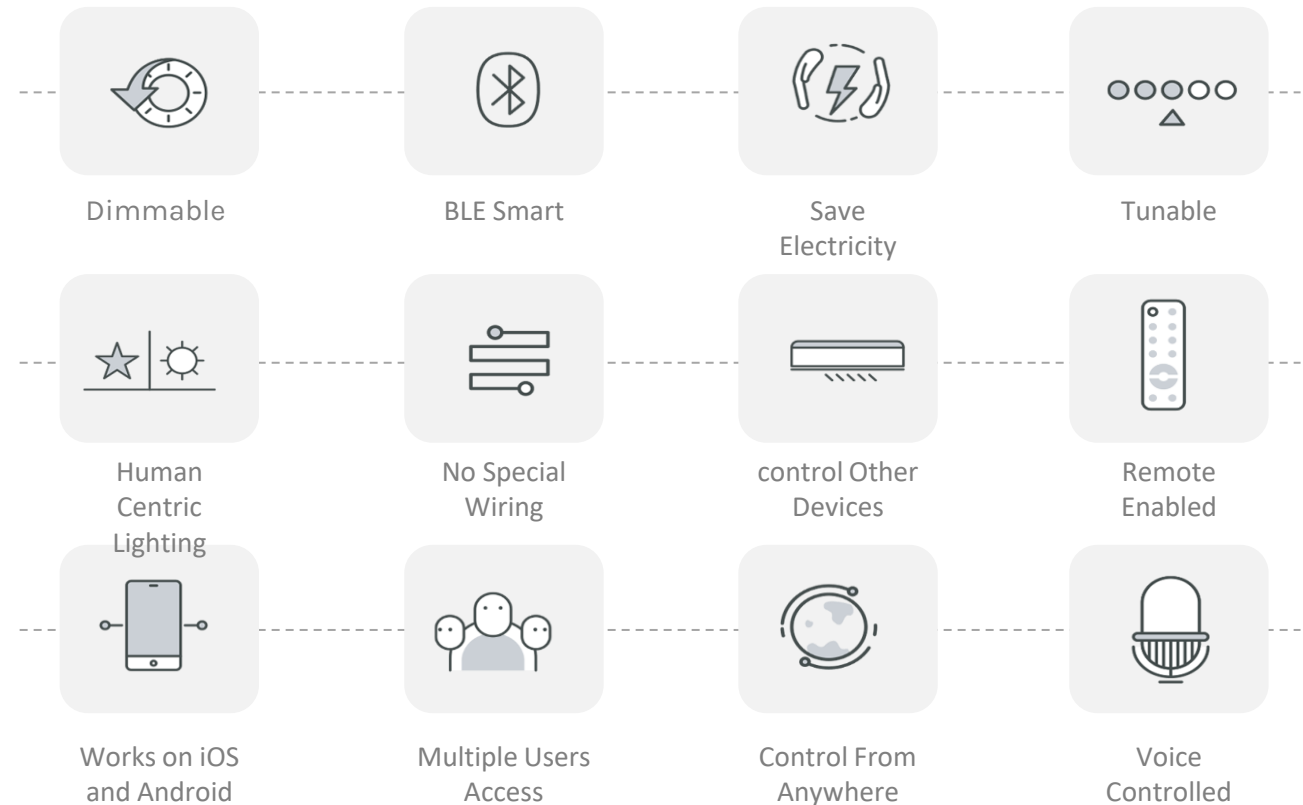 Dimmable
BLE Smart
Save
Electricity
Tunable
Human
Centric
Lighting
No Special
Wiring
control Other
Devices
Remote
Enabled
Works on iOS
and Android
Multiple Users
Access
Control From
Anywhere
Voice
Controlled